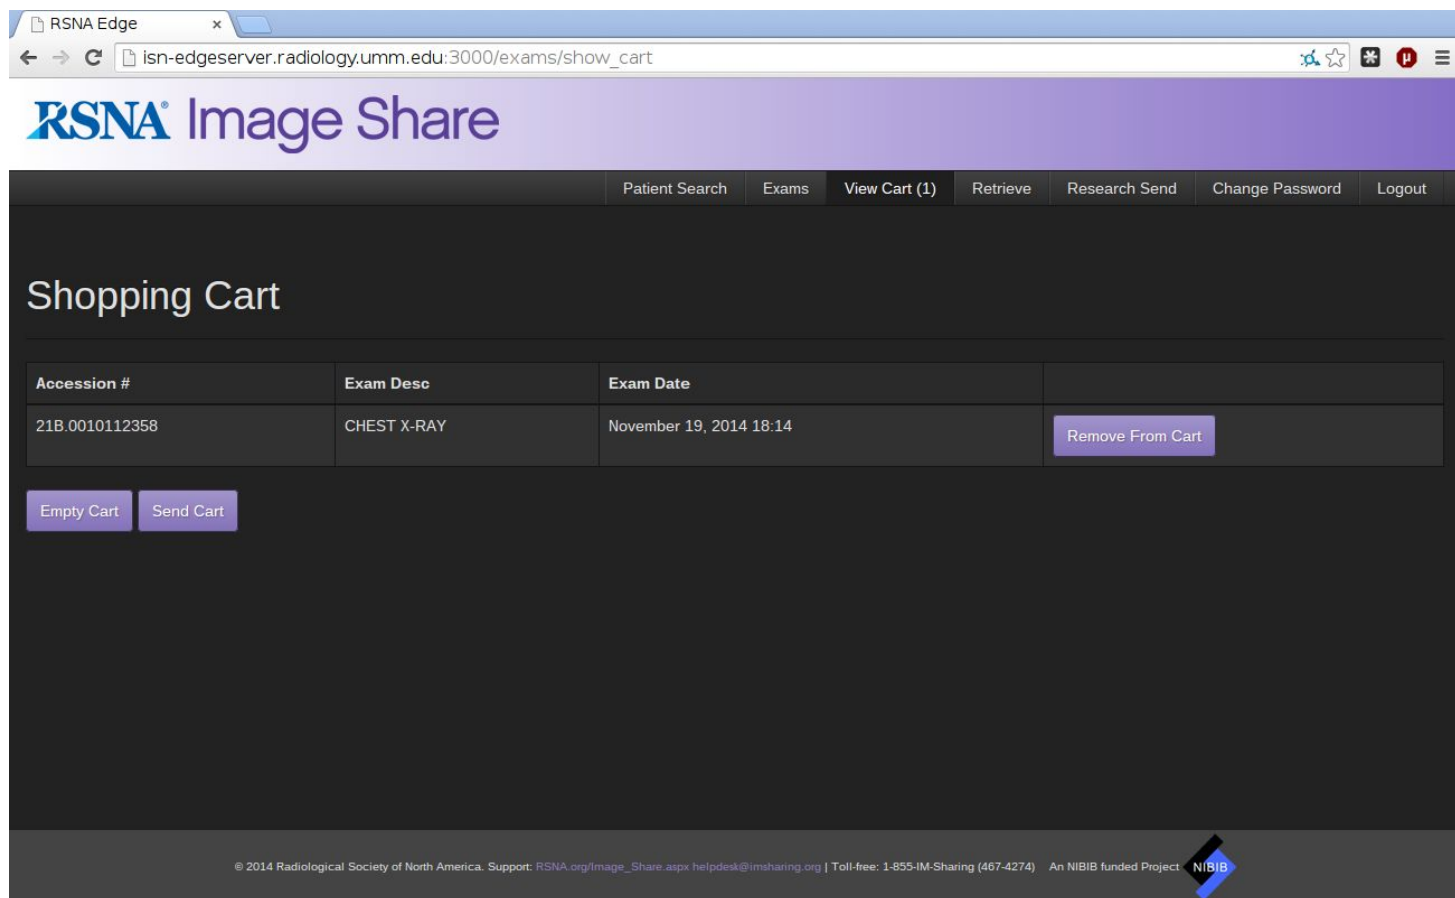 RSNA Edge
isn-edgeserver.radiology.umm.edu:3000/exams/show_cart
RSNA® Image Share
Patient Search Exams View Cart (1) Retrieve Research Send Change Password Logout
Shopping Cart
Accession # Exam Desc Exam Date
21B.0010112358 CHEST X-RAY November 19, 2014 18:14 Remove From Cart
Empty Cart Send Cart
© 2014 Radiological Society of North America. Support: RSNA.org/Image_Share.aspx helpdesk@imsharing.org | Toll-free: 1-855-IM-Sharing (467-4274) An NIBIB funded Project NIBIB